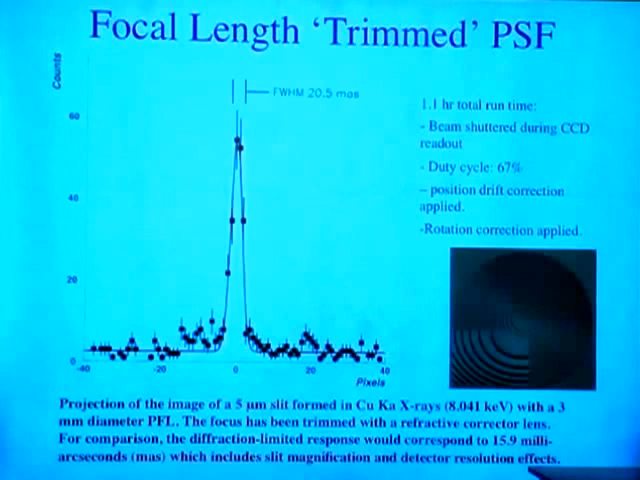 Focal Length ‘Trimmed’ PSF
Counts
FWHM 20.5 mas
60
40
20
0
-40
-20
0
20
40
Pixels
1.1 hr total run time:
- Beam shuttered during CCD
readout
- Duty cycle: 67%
– position drift correction
applied.
-Rotation correction applied.
Projection of the image of a 5 µm slit formed in Cu Ka X-rays (8.041 keV) with a 3
mm diameter PFL. The focus has been trimmed with a refractive corrector lens.
For comparison, the diffraction-limited response would correspond to 15.9 milli-
arcseconds (mas) which includes slit magnification and detector resolution effects.